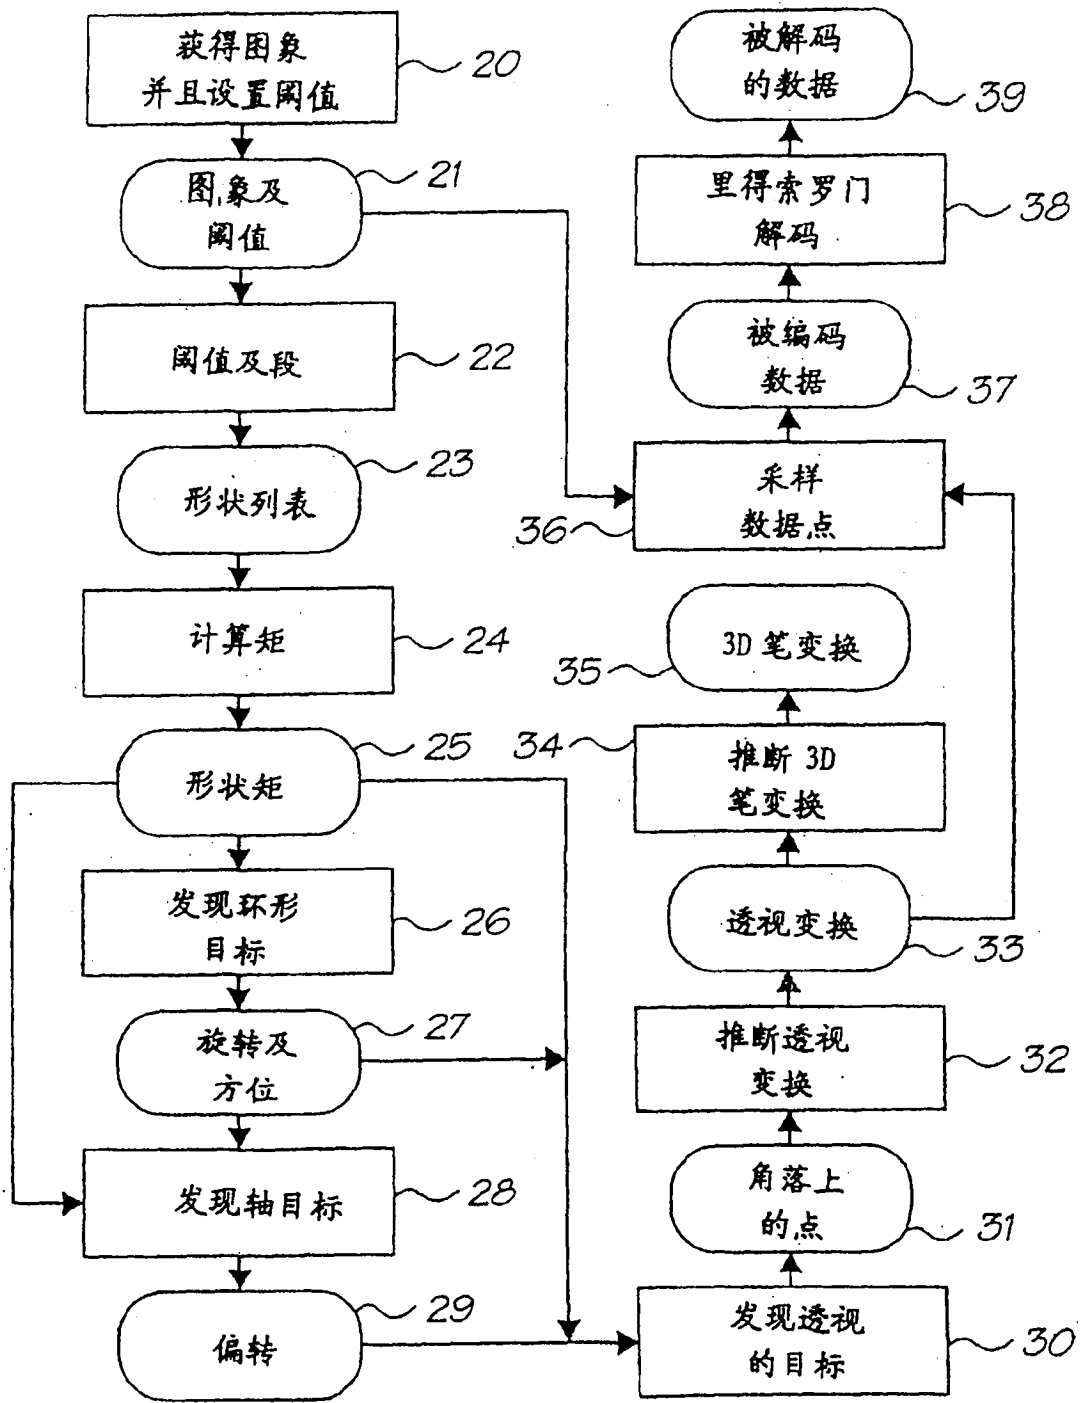 获得图象
并且设置阈值
20
图象及
阈值
21
阈值及段
22
形状列表
23
计算矩
24
形状矩
25
发现环形
目标
26
旋转及
方位
27
发现轴目标
28
偏转
29
被解码
的数据
39
里得索罗门
解码
38
被编码
数据
37
采样
数据点
36
3D 笔变换
35
推断 3D
笔变换
34
透视变换
33
推断透视
变换
32
角落上
的点
31
发现透视
的目标
30